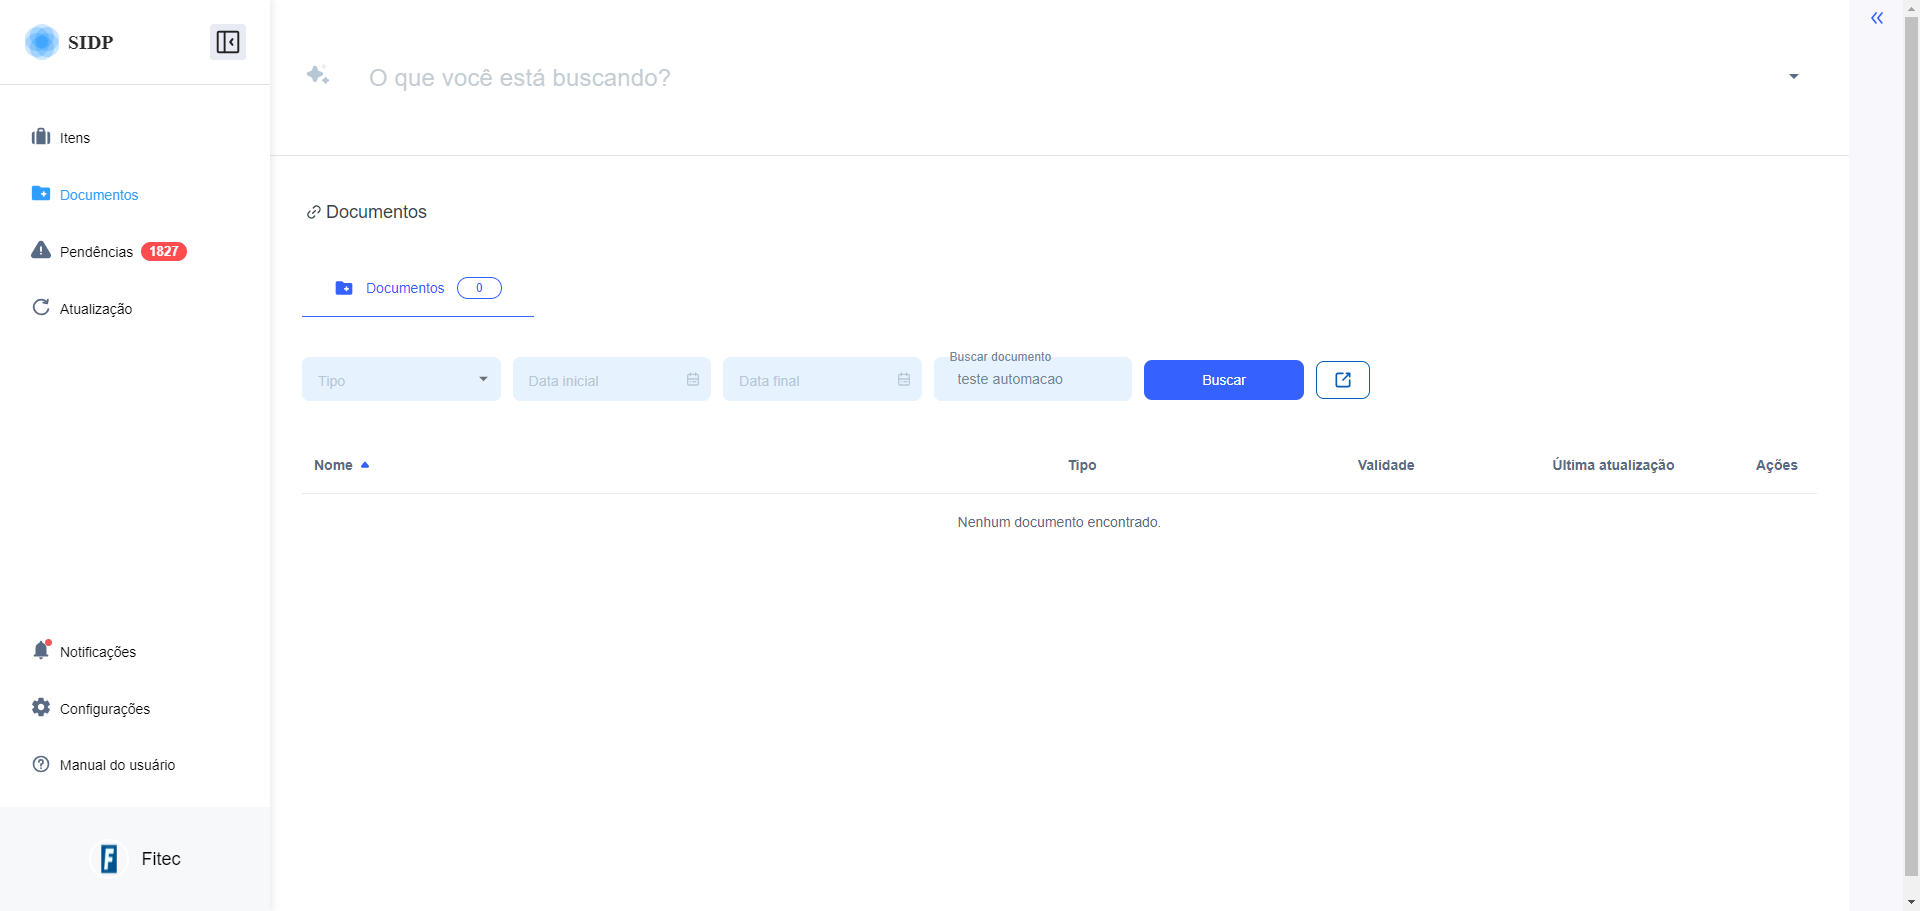 SIDP
O que você está buscando?
Itens
Documentos
Pendências 1827
Atualização
Documentos
Documentos 0
Tipo
Data inicial
Data final
Buscar documento
teste automacao
Buscar
Nome Tipo Validade Última atualização Ações
Nenhum documento encontrado.
Notificações
Configurações
Manual do usuário
F Fitec